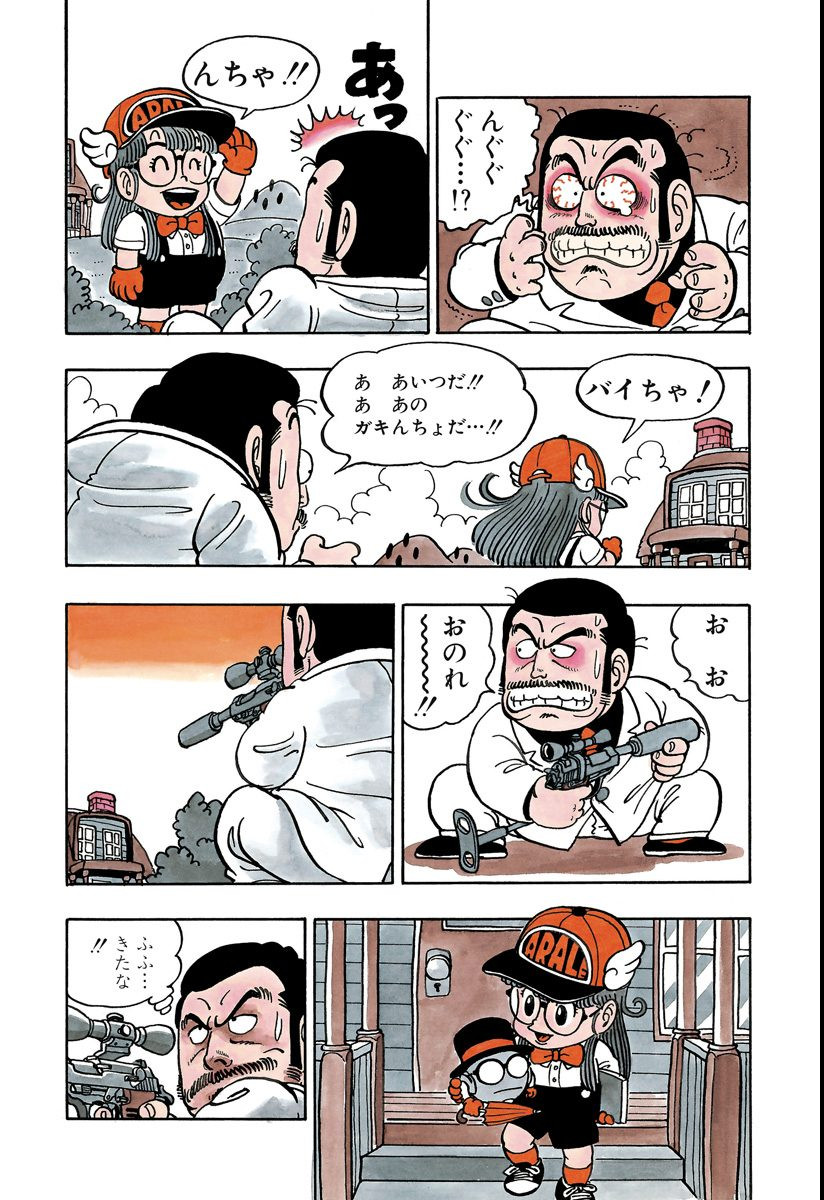 んぐぐ
ぐぐ…!?
あっ
んちゃ!!
ARALE
バイちゃ!
あ あいつだ!!
あ あの
ガキんちょだ…!!
お
お
おのれ
〜〜〜〜!!
ふふ…
きたな
!!
ARALE